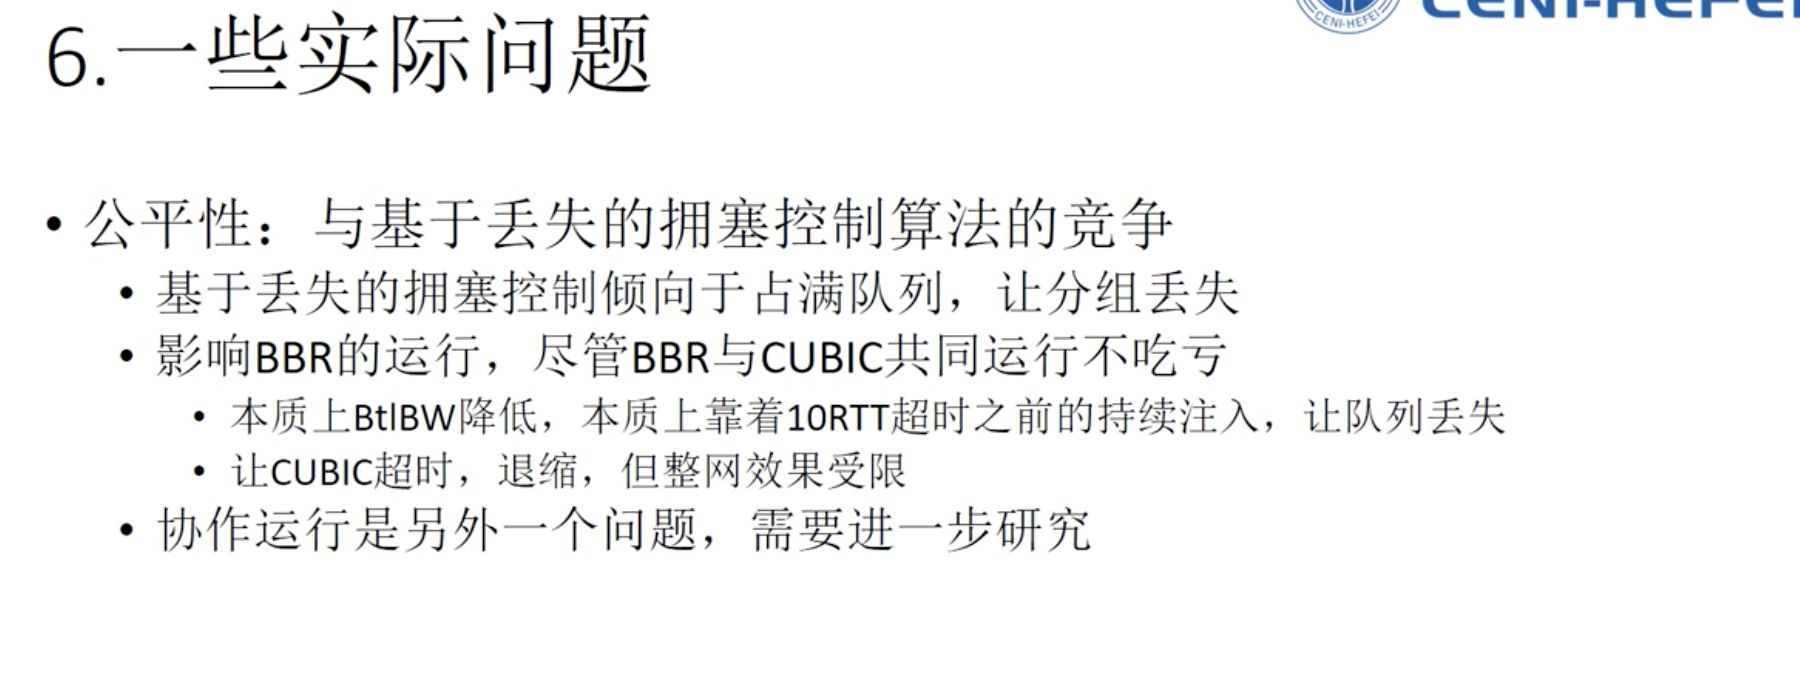 CENI-HEFEI
CENI-HEFEI
6.一些实际问题
• 公平性：与基于丢失的拥塞控制算法的竞争
• 基于丢失的拥塞控制倾向于占满队列，让分组丢失
• 影响BBR的运行，尽管BBR与CUBIC共同运行不吃亏
• 本质上BtlBW降低，本质上靠着10RTT超时之前的持续注入，让队列丢失
• 让CUBIC超时，退缩，但整网效果受限
• 协作运行是另外一个问题，需要进一步研究